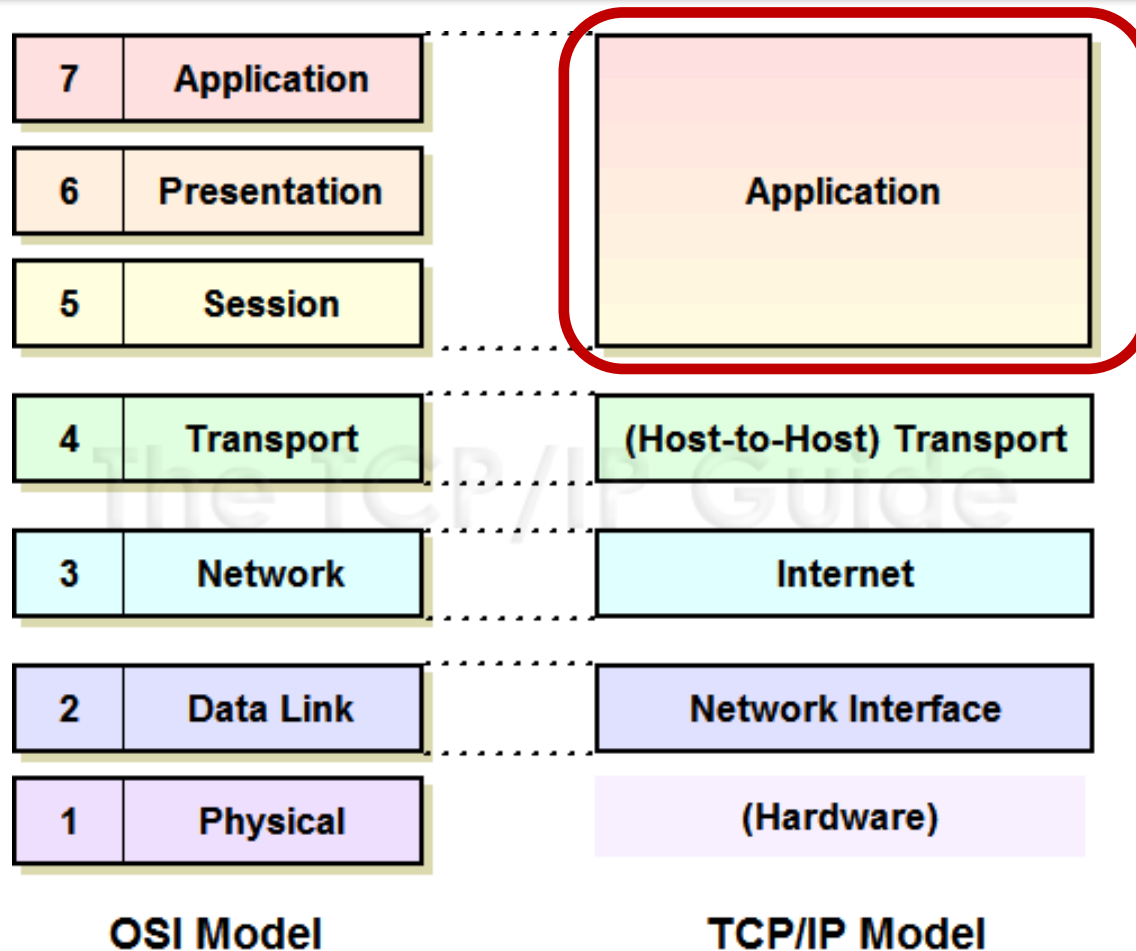 7 Application
6 Presentation
5 Session
4 Transport
3 Network
2 Data Link
1 Physical
OSI Model
Application
(Host-to-Host) Transport
Internet
Network Interface
(Hardware)
TCP/IP Model
The TCP/IP Guide